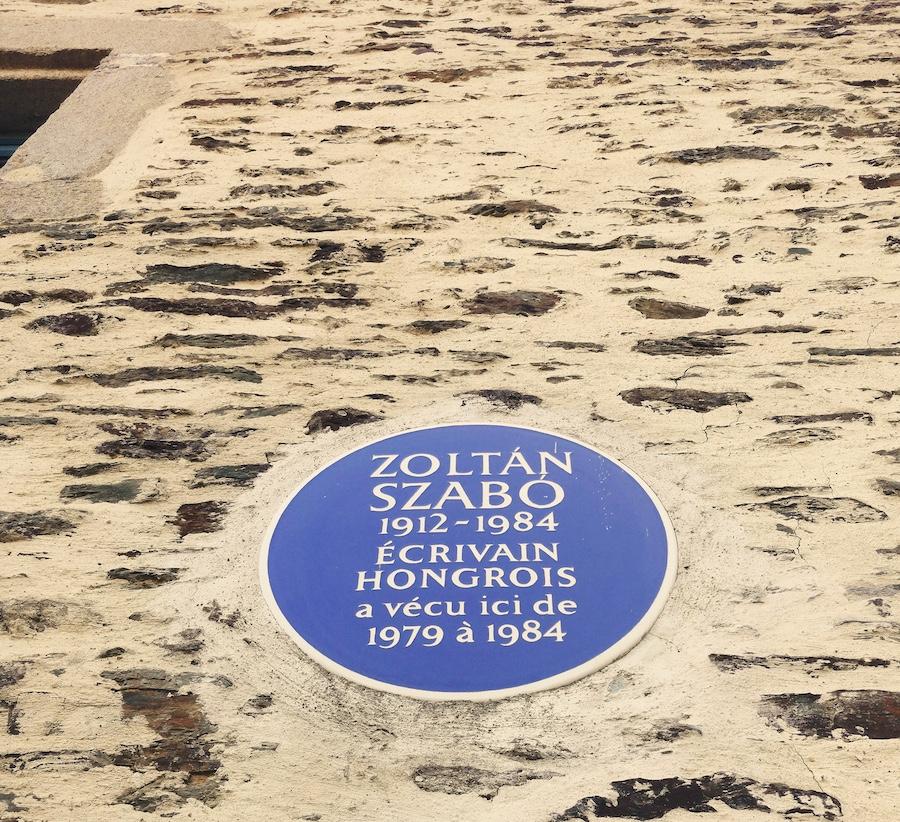 ZOLTÁN
SZABÓ
1912-1984
ÉCRIVAIN
HONGROIS
a vécu ici de
1979 à 1984